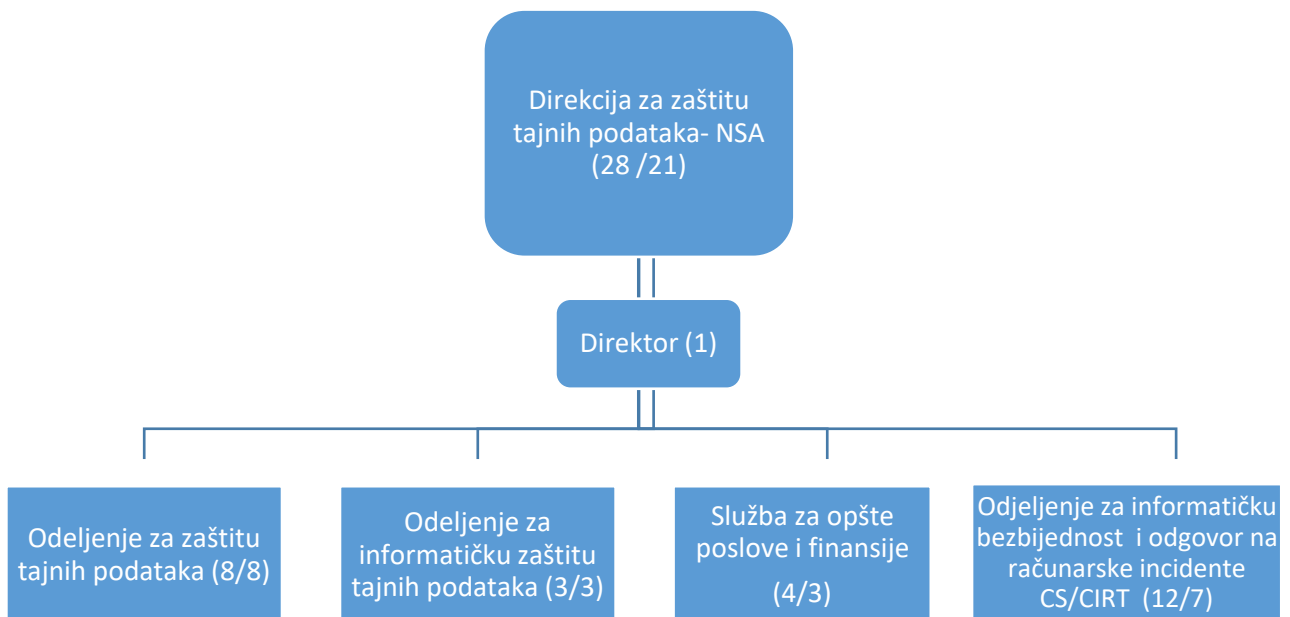 Direkcija za zaštitu
tajnih podataka- NSA
(28 /21)
Direktor (1)
Odeljenje za zaštitu
tajnih podataka (8/8)
Odeljenje za
informatičku zaštitu
tajnih podataka (3/3)
Služba za opšte
poslove i finansije
(4/3)
Odjeljenje za informatičku
bezbijednost i odgovor na
računarske incidente
CS/CIRT (12/7)